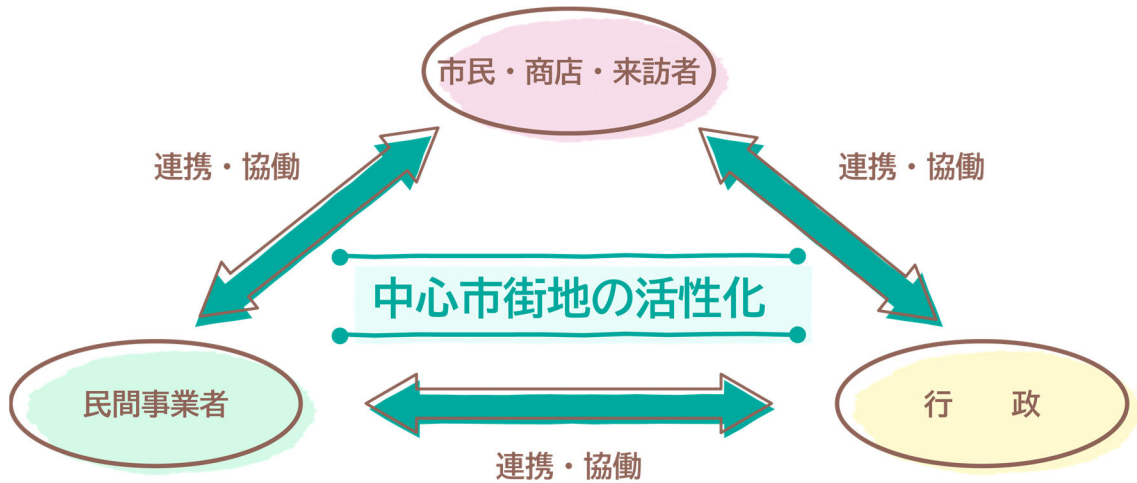 市民・商店・来訪者
連携・協働
連携・協働
中心市街地の活性化
民間事業者
行　政
連携・協働